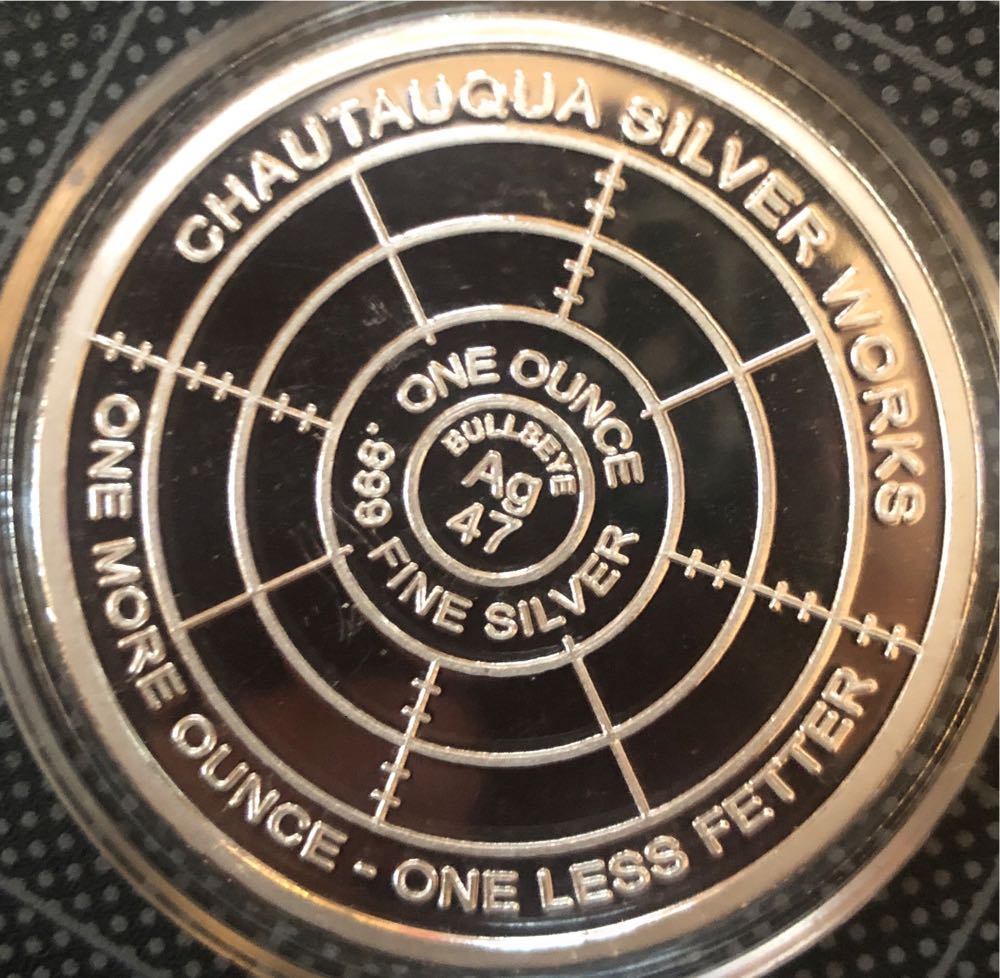 CHAUTAUQUA SILVER WORKS
ONE MORE OUNCE - ONE LESS FETTER
ONE OUNCE
.999 FINE SILVER
BULLSEYE
Ag
47